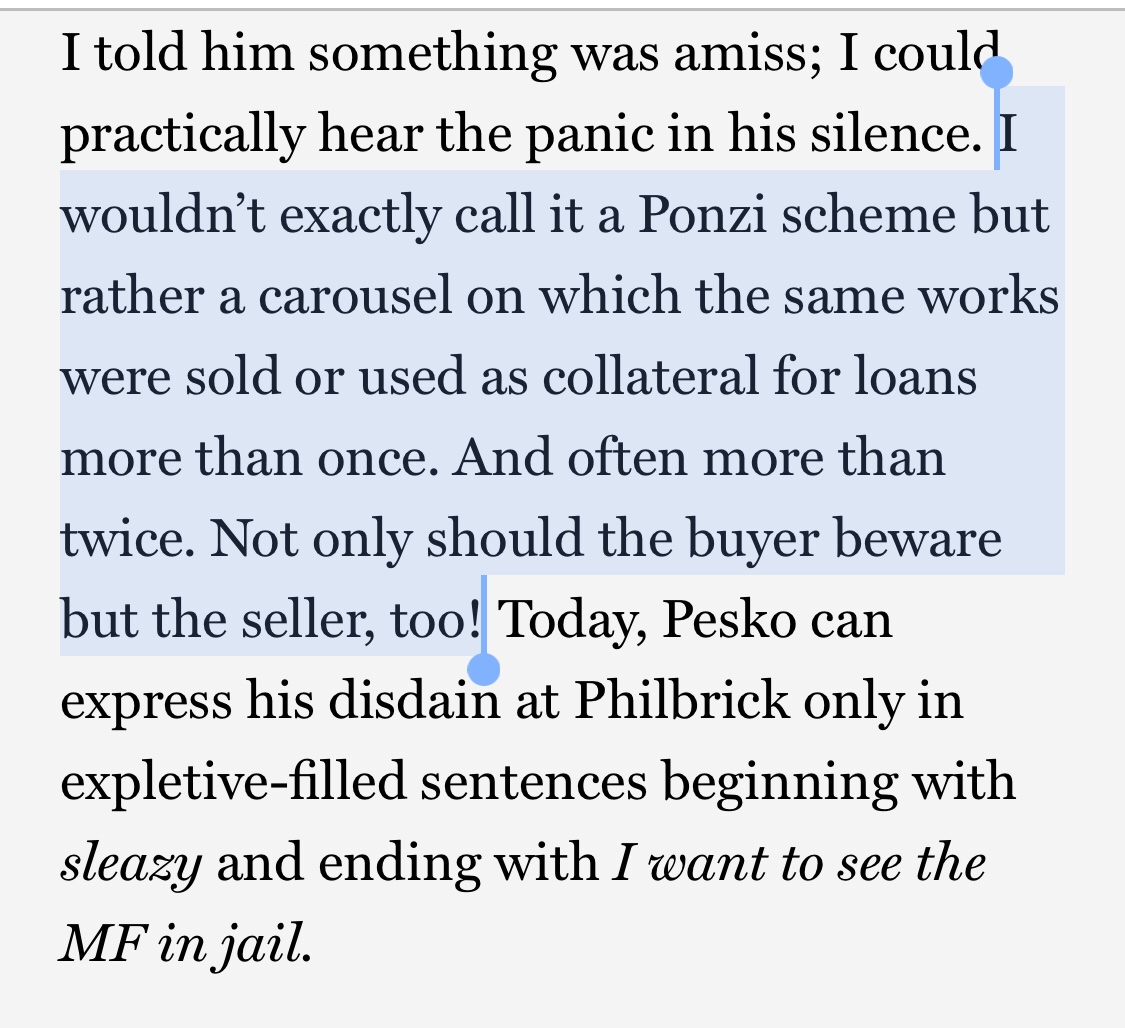 I told him something was amiss; I could
practically hear the panic in his silence. I
wouldn’t exactly call it a Ponzi scheme but
rather a carousel on which the same works
were sold or used as collateral for loans
more than once. And often more than
twice. Not only should the buyer beware
but the seller, too! Today, Pesko can
express his disdain at Philbrick only in
expletive-filled sentences beginning with
sleazy and ending with I want to see the
MF in jail.